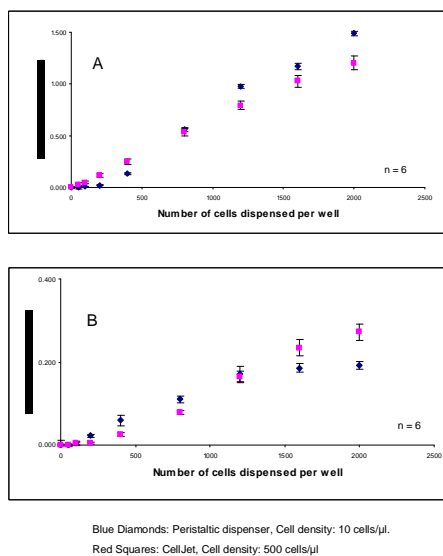 1.500
A
1.000
0.500
n = 6
0.000
0
500
1000
1500
2000
2500
Number of cells dispensed per well
0.400
B
0.200
n = 6
0.000
0
500
1000
1500
2000
2500
Number of cells dispensed per well
Blue Diamonds: Peristaltic dispenser, Cell density: 10 cells/µl.
Red Squares: CellJet, Cell density: 500 cells/µl